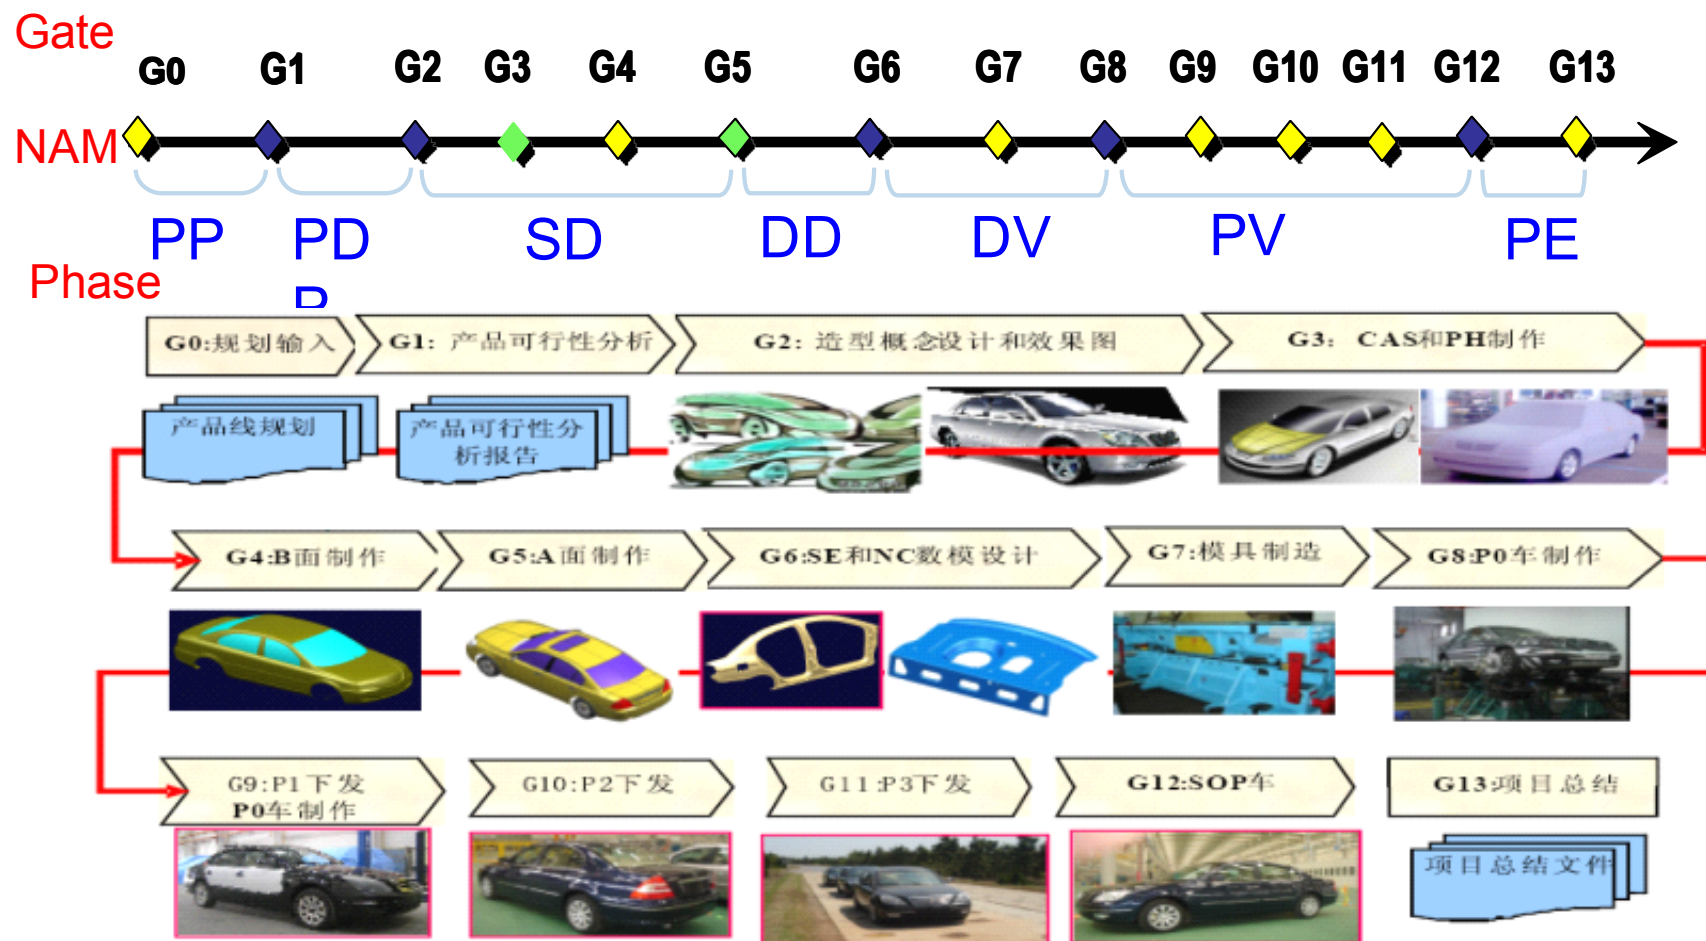 Gate
G0 G1 G2 G3 G4 G5 G6 G7 G8 G9 G10 G11 G12 G13
NAM
PP PD SD DD DV PV PE
R
Phase
G0:规划输入 G1: 产品可行性分析 G2: 造型概念设计和效果图 G3: CAS和PH制作
产品线规划
产品可行性分
析报告
G4:B面制作 G5:A面制作 G6:SE和NC数模设计 G7:模具制造 G8:P0车制作
G9:P1下发
P0车制作
G10:P2下发 G11:P3下发 G12:SOP车 G13:项目总结
项目总结文件